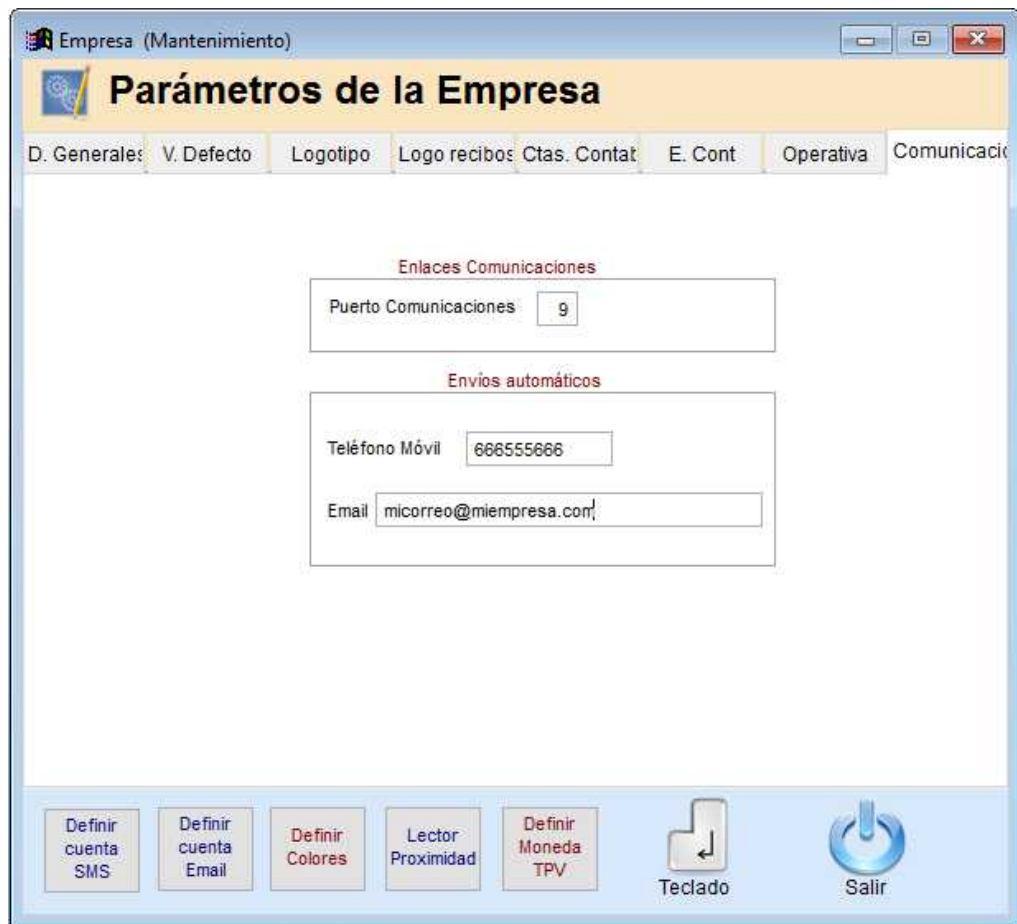 Empresa (Mantenimiento)
Parámetros de la Empresa
D. Generales V. Defecto Logotipo Logo recibos Ctas. Contab E. Cont Operativa Comunicacio
Enlaces Comunicaciones
Puerto Comunicaciones 9
Envíos automáticos
Teléfono Móvil 666555666
Email micorreo@miempresa.com
Definir
cuenta
SMS
Definir
cuenta
Email
Definir
Colores
Lector
Proximidad
Definir
Moneda
TPV
Teclado
Salir